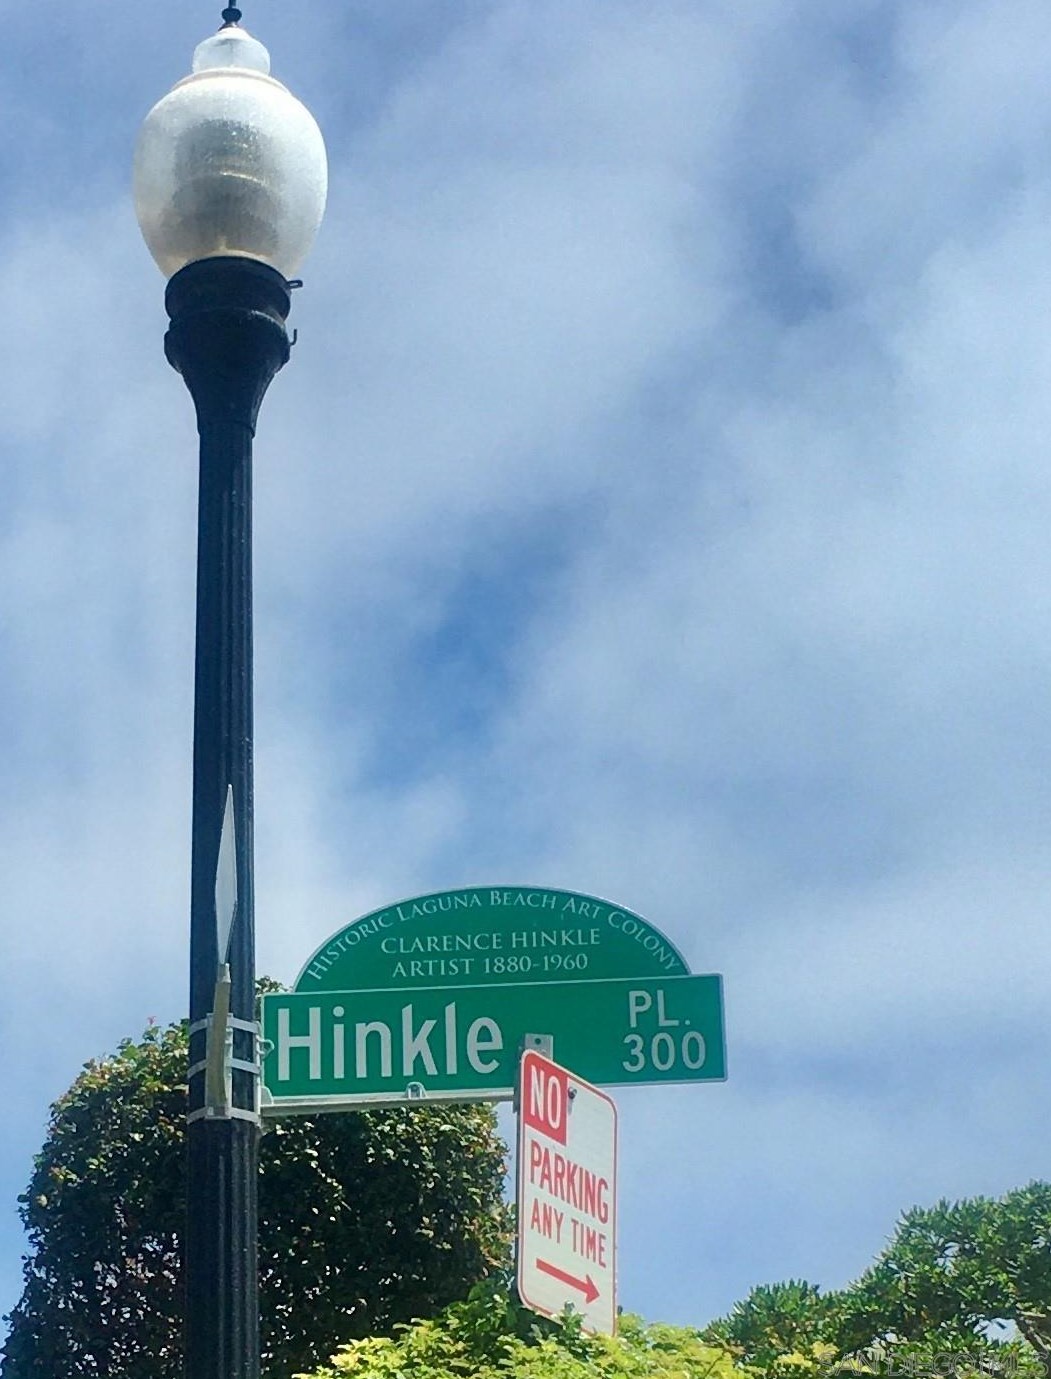 HISTORIC LAGUNA BEACH ART COLONY
CLARENCE HINKLE
ARTIST 1880-1960
Hinkle PL.
300
NO
PARKING
ANY TIME
SAN DIEGO MLS